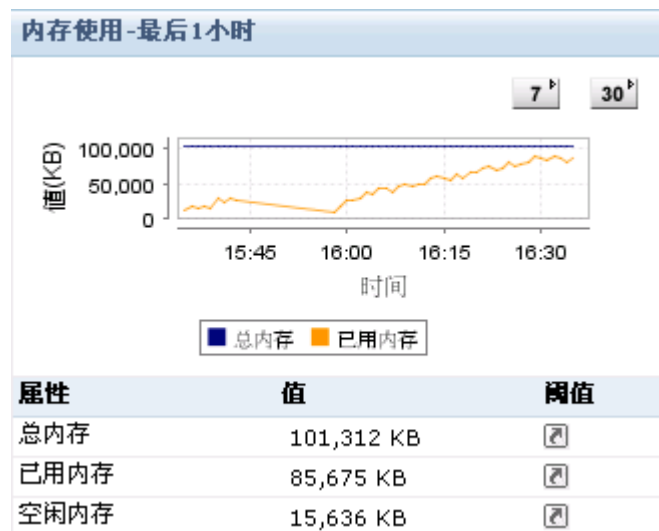 内存使用-最后1小时
7 30
值(KB)
100,000
50,000
0
15:45 16:00 16:15 16:30
时间
总内存 已用内存
属性 值 阈值
总内存 101,312 KB
已用内存 85,675 KB
空闲内存 15,636 KB